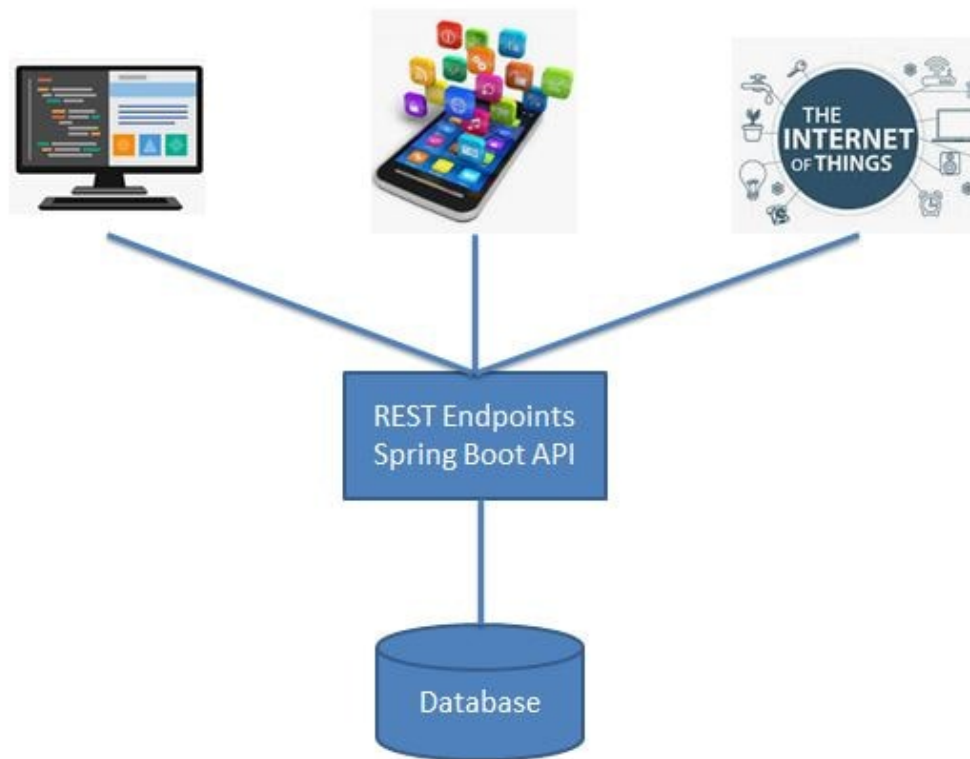 THE
INTERNET
OF THINGS
REST Endpoints
Spring Boot API
Database